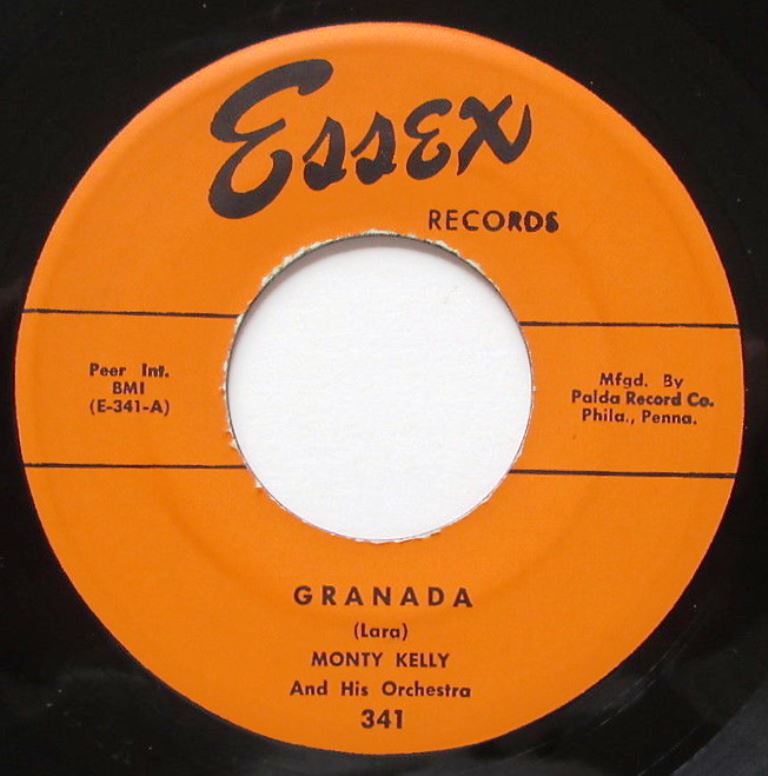 Essex
RECORDS
Peer Int.
BMI
(E-341-A)
Mfgd. By
Palda Record Co.
Phila., Penna.
GRANADA
(Lara)
MONTY KELLY
And His Orchestra
341